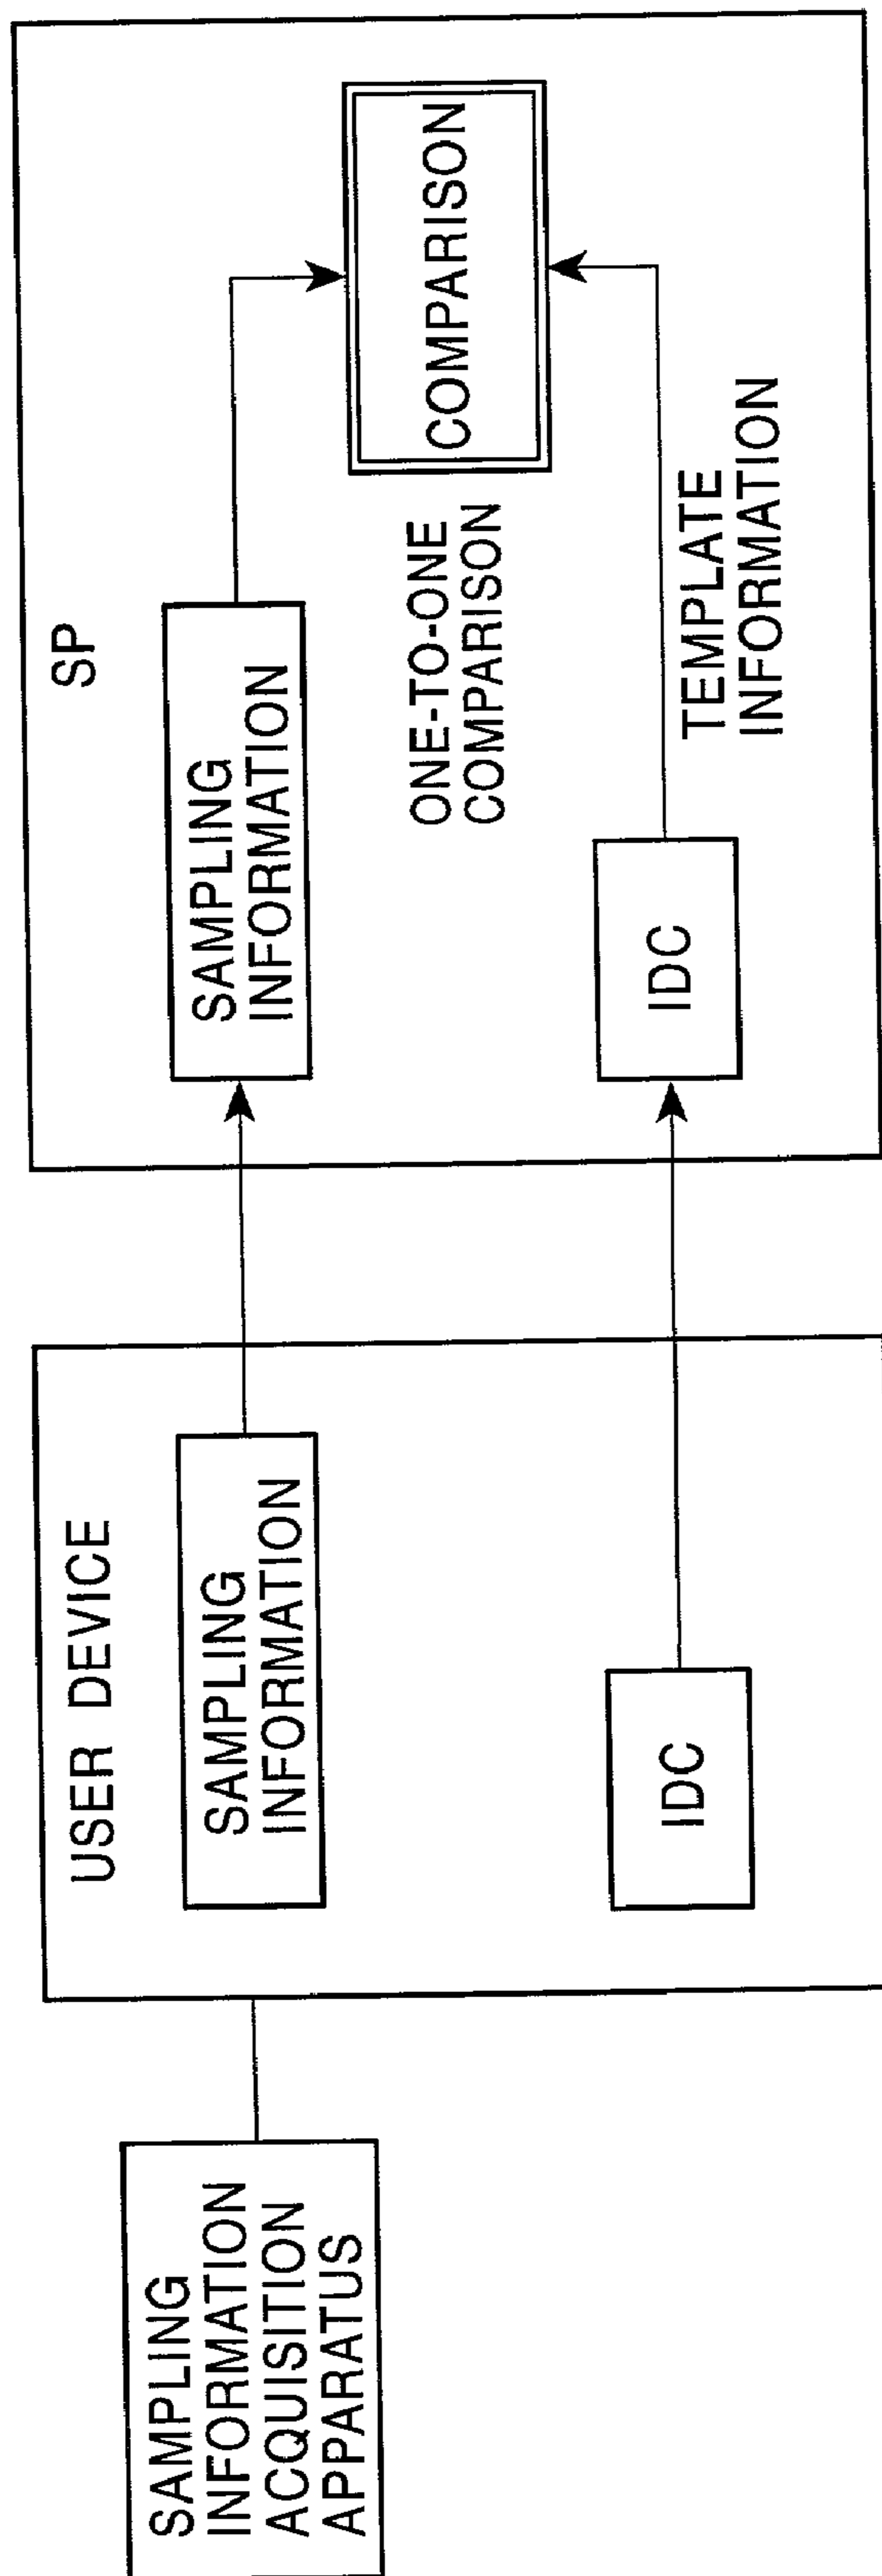 SAMPLING
INFORMATION
ACQUISITION
APPARATUS
USER DEVICE
SAMPLING
INFORMATION
IDC
SP
SAMPLING
INFORMATION
ONE-TO-ONE
COMPARISON
COMPARISON
IDC
TEMPLATE
INFORMATION